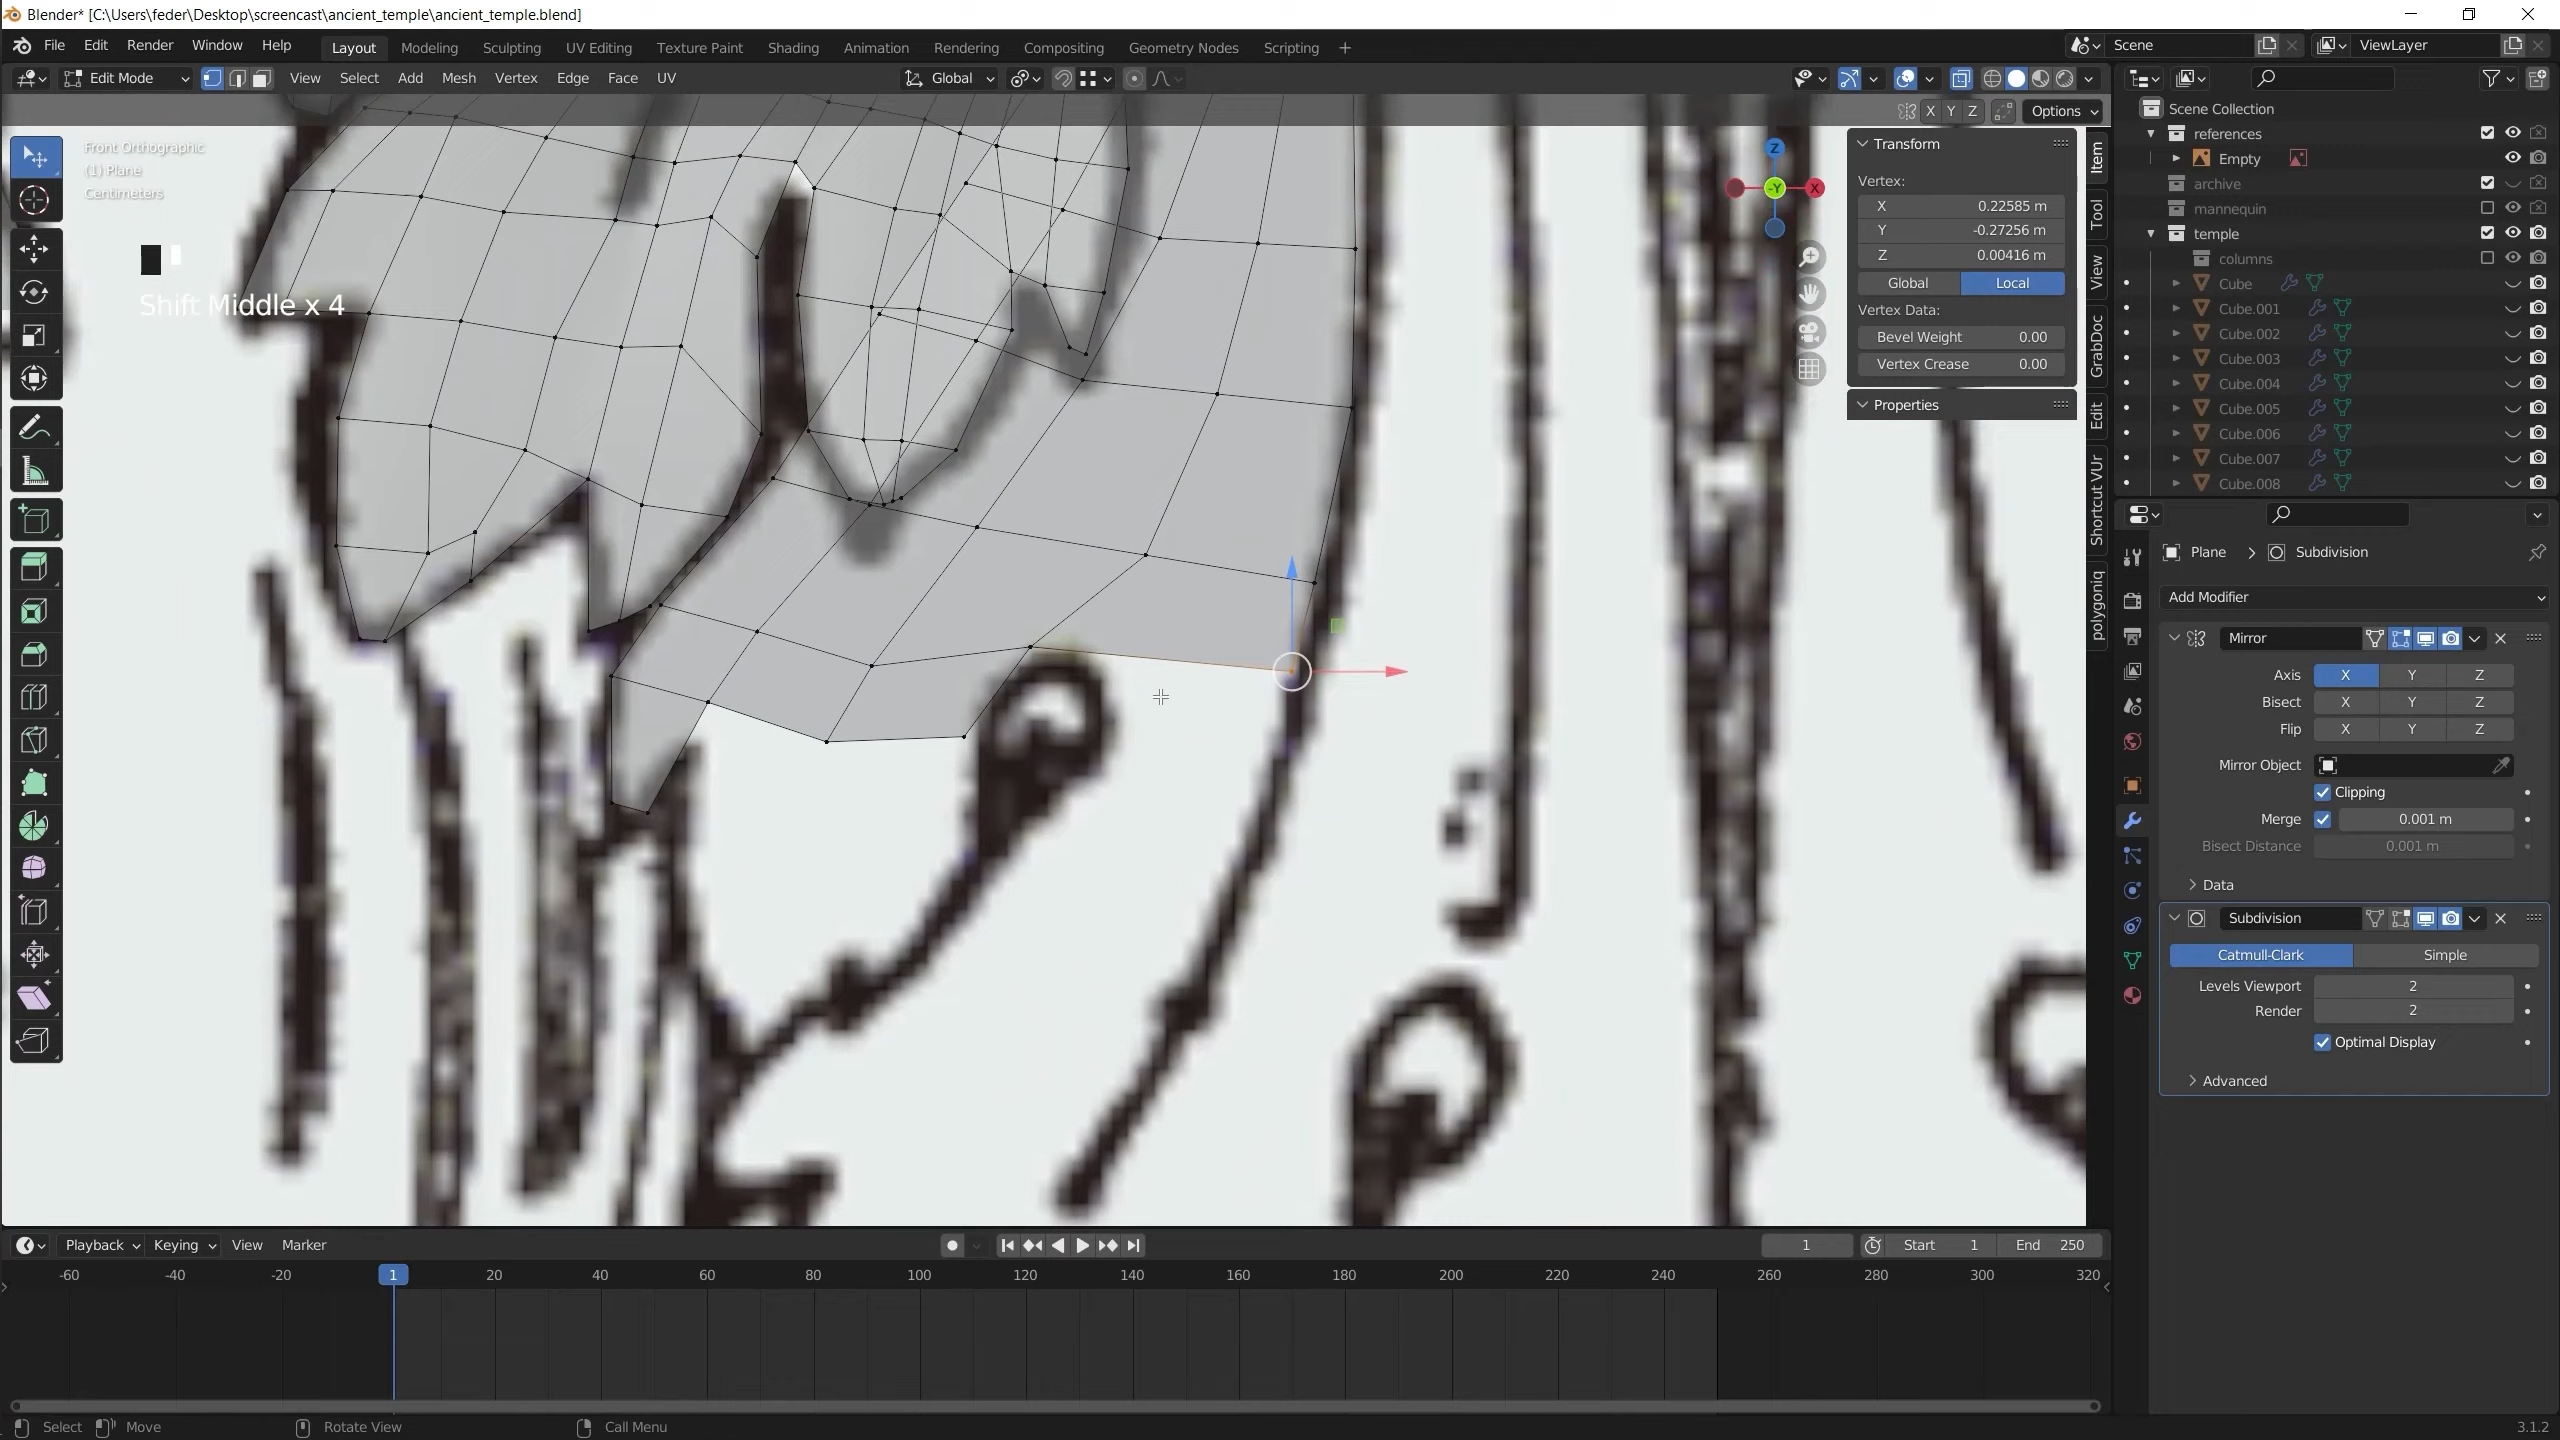 Blender* [C:\Users\feder\Desktop\screencast\ancient_temple\ancient_temple.blend]
File Edit Render Window Help Layout Modeling Sculpting UV Editing Texture Paint Shading Animation Rendering Compositing Geometry Nodes Scripting + Scene ViewLayer
Edit Mode View Select Add Mesh Vertex Edge Face UV Global
X Y Z Options
Front Orthographic
(1) Plane
Centimeters
Shift Middle x 4
Z
-Y
X
Transform
Vertex:
X 0.22585 m
Y -0.27256 m
Z 0.00416 m
Global Local
Vertex Data:
Bevel Weight 0.00
Vertex Crease 0.00
Properties
Item
Tool
View
GrabDoc
Edit
Shortcut VUr
polygoniq
Scene Collection
references
Empty
archive
mannequin
temple
columns
Cube
Cube.001
Cube.002
Cube.003
Cube.004
Cube.005
Cube.006
Cube.007
Cube.008
Plane > Subdivision
Add Modifier
Mirror
Axis X Y Z
Bisect X Y Z
Flip X Y Z
Mirror Object
Clipping
Merge 0.001 m
Bisect Distance 0.001 m
Data
Subdivision
Catmull-Clark Simple
Levels Viewport 2
Render 2
Optimal Display
Advanced
Playback Keying View Marker 1 Start 1 End 250
-60 -40 -20 1 20 40 60 80 100 120 140 160 180 200 220 240 260 280 300 320
Select Move Rotate View Call Menu 3.1.2